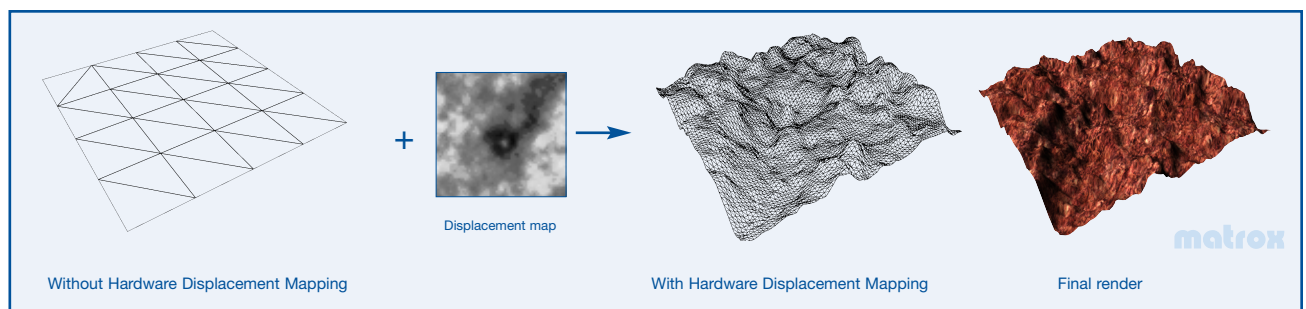 +
Displacement map
matrox
Without Hardware Displacement Mapping
With Hardware Displacement Mapping
Final render